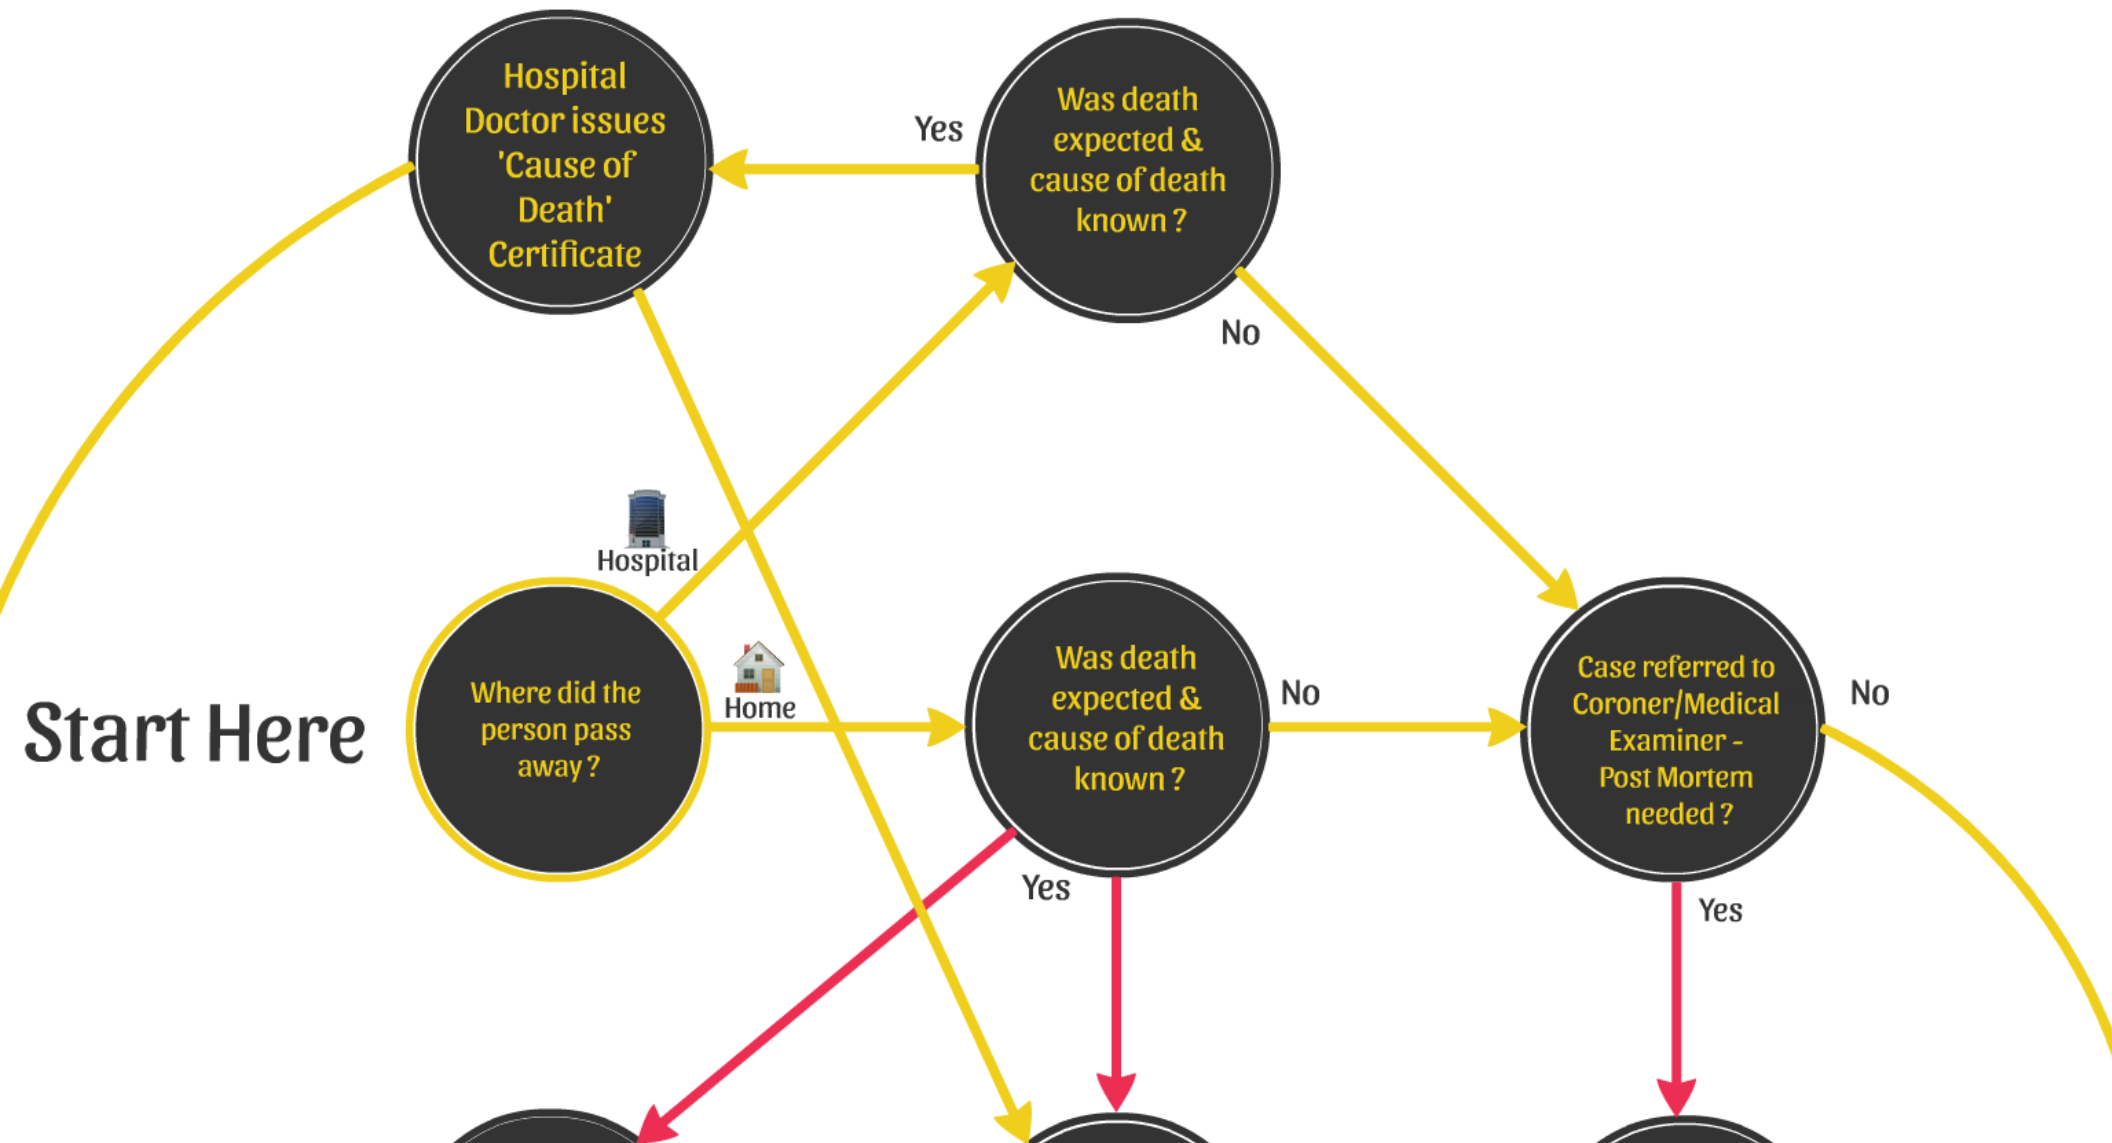 Hospital
Doctor issues
'Cause of
Death'
Certificate
Yes
Was death
expected &
cause of death
known ?
No
Hospital
Start Here
Where did the
person pass
away ?
Home
Was death
expected &
cause of death
known ?
No
Yes
Case referred to
Coroner/Medical
Examiner -
Post Mortem
needed ?
No
Yes